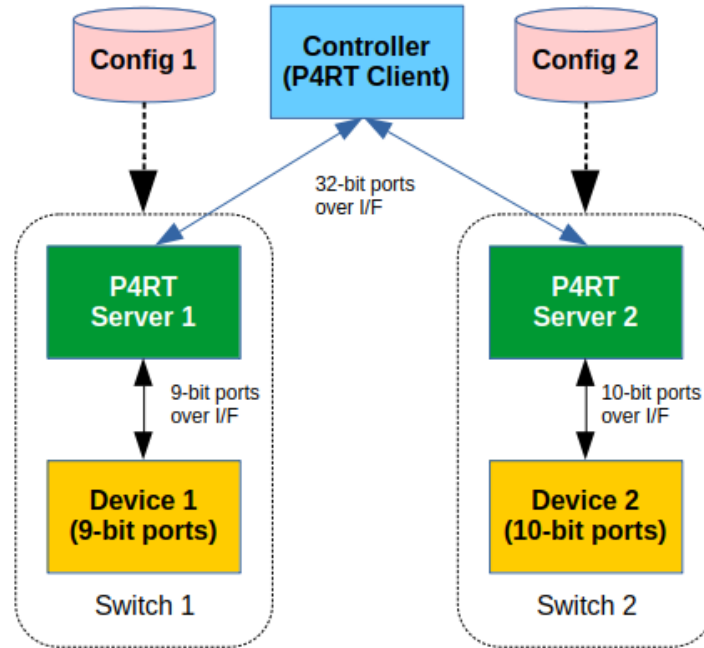 Config 1
Controller
(P4RT Client)
Config 2
32-bit ports
over I/F
P4RT
Server 1
P4RT
Server 2
9-bit ports
over I/F
10-bit ports
over I/F
Device 1
(9-bit ports)
Device 2
(10-bit ports)
Switch 1
Switch 2